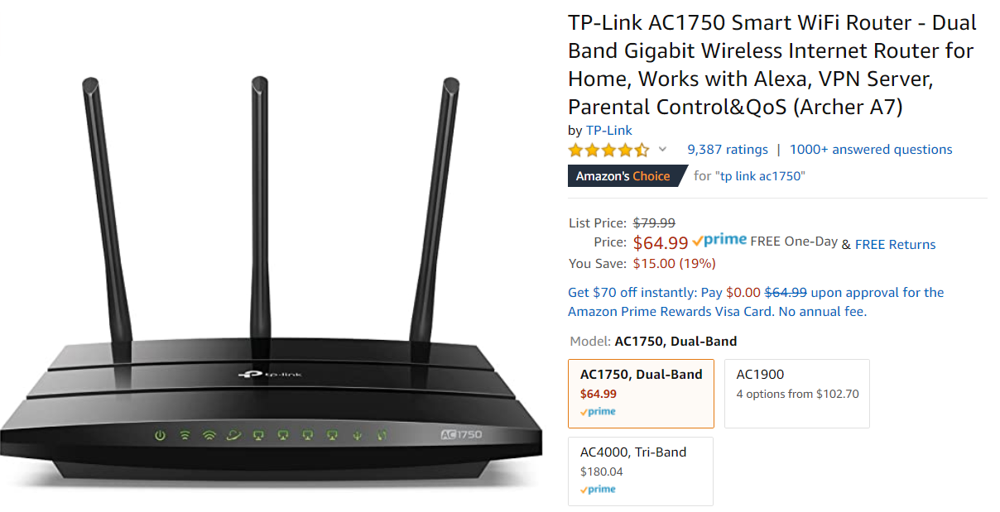 TP-Link AC1750 Smart WiFi Router - Dual
Band Gigabit Wireless Internet Router for
Home, Works with Alexa, VPN Server,
Parental Control&QoS (Archer A7)
by TP-Link
9,387 ratings | 1000+ answered questions
Amazon's Choice for "tp link ac1750"
List Price: $79.99
Price: $64.99 prime FREE One-Day & FREE Returns
You Save: $15.00 (19%)
Get $70 off instantly: Pay $0.00 $64.99 upon approval for the
Amazon Prime Rewards Visa Card. No annual fee.
Model: AC1750, Dual-Band
AC1750, Dual-Band
$64.99
prime
AC1900
4 options from $102.70
AC4000, Tri-Band
$180.04
prime
tp-link
AC1750